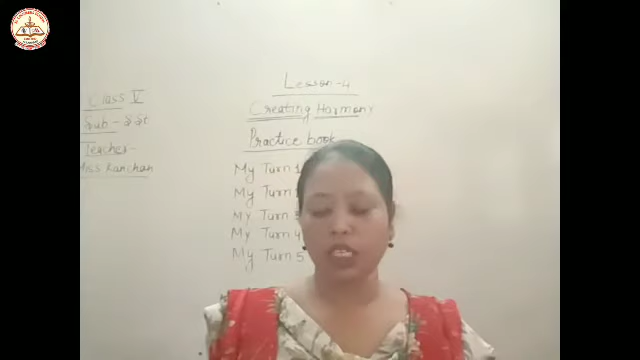 Class V
Sub - S.St
Teacher -
Miss Kanchan
Lesson - 4
Creating Harmony
Practice book
My Turn 1
My Turn
My Turn 3
My Turn 4
My Turn 5